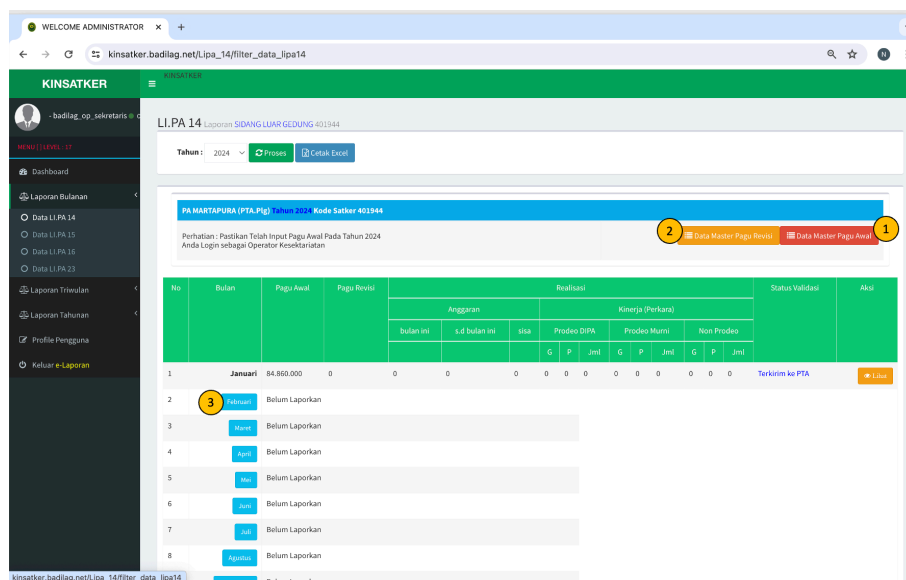 WELCOME ADMINISTRATOR × +
kinsatker.badilag.net/Lipa_14/filter_data_lipa14 N
KINSATKER KINSATKER
- badilag_op_sekretaris
MENU [ ] LEVEL : 27
Dashboard
Laporan Bulanan
Data LI.PA 14
Data LI.PA 15
Data LI.PA 16
Data LI.PA 23
Laporan Triwulan
Laporan Tahunan
Profile Pengguna
Keluar e-Laporan
LI.PA 14 Laporan SIDANG LUAR GEDUNG 401944
Tahun : 2024 Proses Cetak Excel
PA MARTAPURA (PTA.Plg) Tahun 2024 Kode Satker 401944
Perhatian : Pastikan Telah Input Pagu Awal Pada Tahun 2024
Anda Login sebagai Operator Kesektariatan
2 Data Master Pagu Revisi Data Master Pagu Awal 1
No Bulan Pagu Awal Pagu Revisi Realisasi Status Validasi Aksi
Anggaran Kinerja (Perkara)
bulan ini s.d bulan ini sisa Prodeo DIPA Prodeo Murni Non Prodeo
G P Jml G P Jml G P Jml
1 Januari 84.860.000 0 0 0 0 0 0 0 0 0 0 0 0 0 Terkirim ke PTA Lihat
2 3 Februari Belum Laporkan
3 Maret Belum Laporkan
4 April Belum Laporkan
5 Mei Belum Laporkan
6 Juni Belum Laporkan
7 Juli Belum Laporkan
8 Agustus Belum Laporkan
kinsatker.badilag.net/Lipa_14/filter_data_lipa14